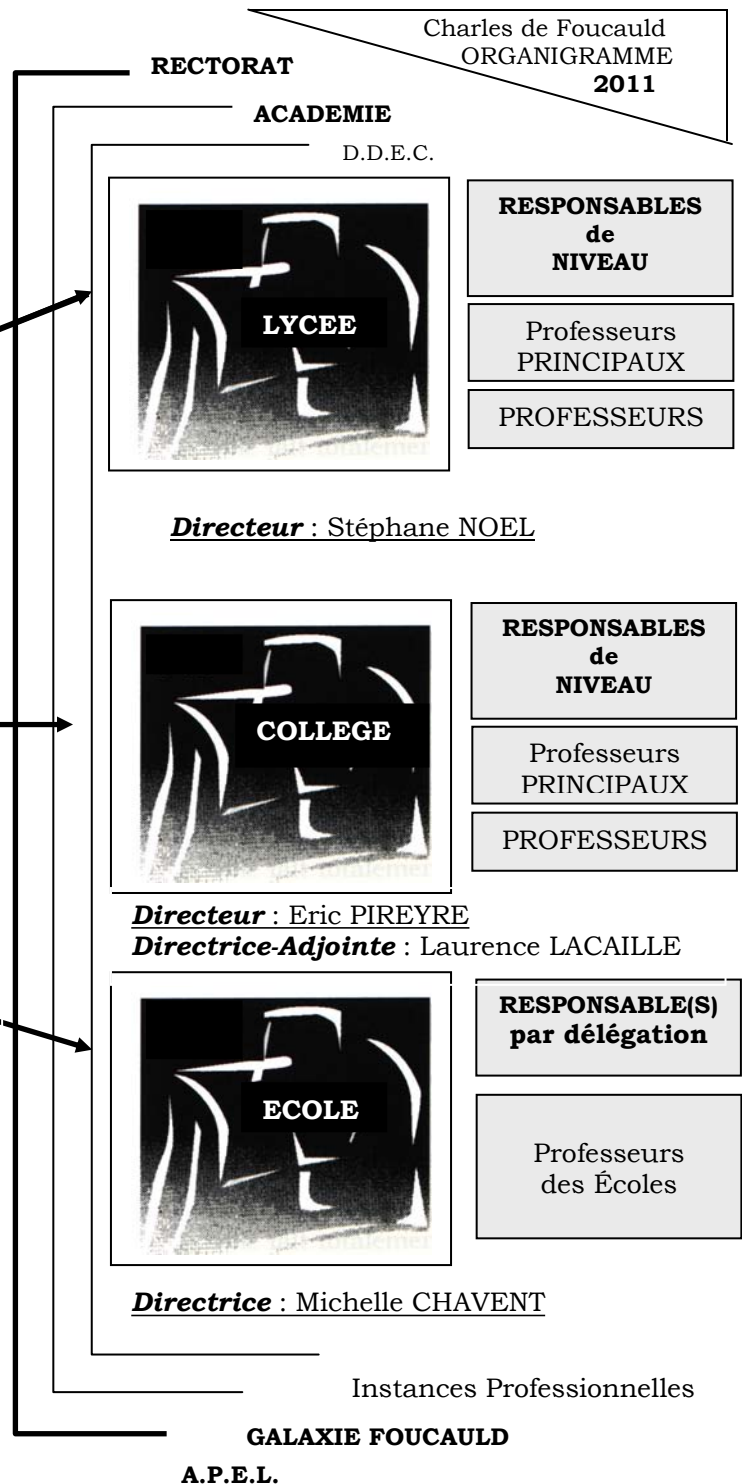 Charles de Foucauld
ORGANIGRAMME
2011
RECTORAT
ACADEMIE
D.D.E.C.
LYCEE
RESPONSABLES
de
NIVEAU
Professeurs
PRINCIPAUX
PROFESSEURS
Directeur : Stéphane NOEL
COLLEGE
RESPONSABLES
de
NIVEAU
Professeurs
PRINCIPAUX
PROFESSEURS
Directeur : Eric PIREYRE
Directrice-Adjointe : Laurence LACAILLE
ECOLE
RESPONSABLE(S)
par délégation
Professeurs
des Écoles
Directrice : Michelle CHAVENT
Instances Professionnelles
GALAXIE FOUCAULD
A.P.E.L.